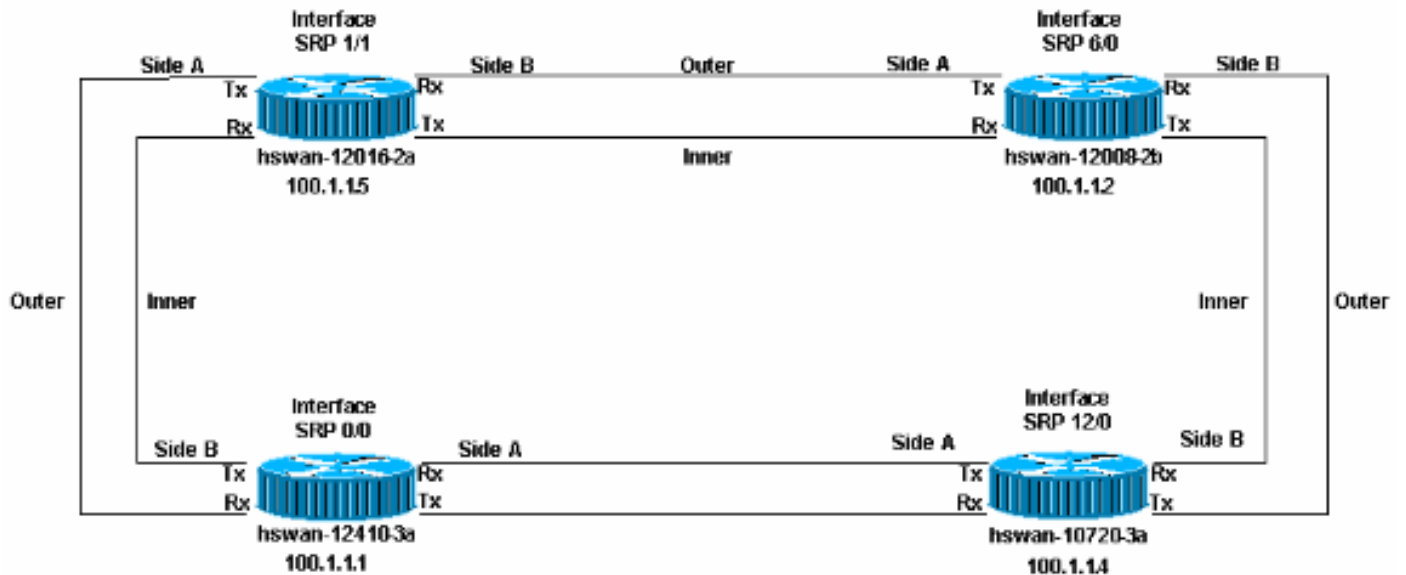 Interface
SRP 1/1
Interface
SRP 6/0
Side A
Side B
Outer
Side A
Side B
Tx
Rx
Tx
Rx
Rx
Tx
Rx
Tx
hswan-12016-2a
Inner
hswan-12008-2b
100.1.1.5
100.1.1.2
Outer
Inner
Inner
Outer
Interface
SRP 0/0
Interface
SRP 12/0
Side B
Side A
Side A
Side B
Tx
Rx
Tx
Rx
Rx
Tx
Rx
Tx
hswan-12410-3a
hswan-10720-3a
100.1.1.1
100.1.1.4